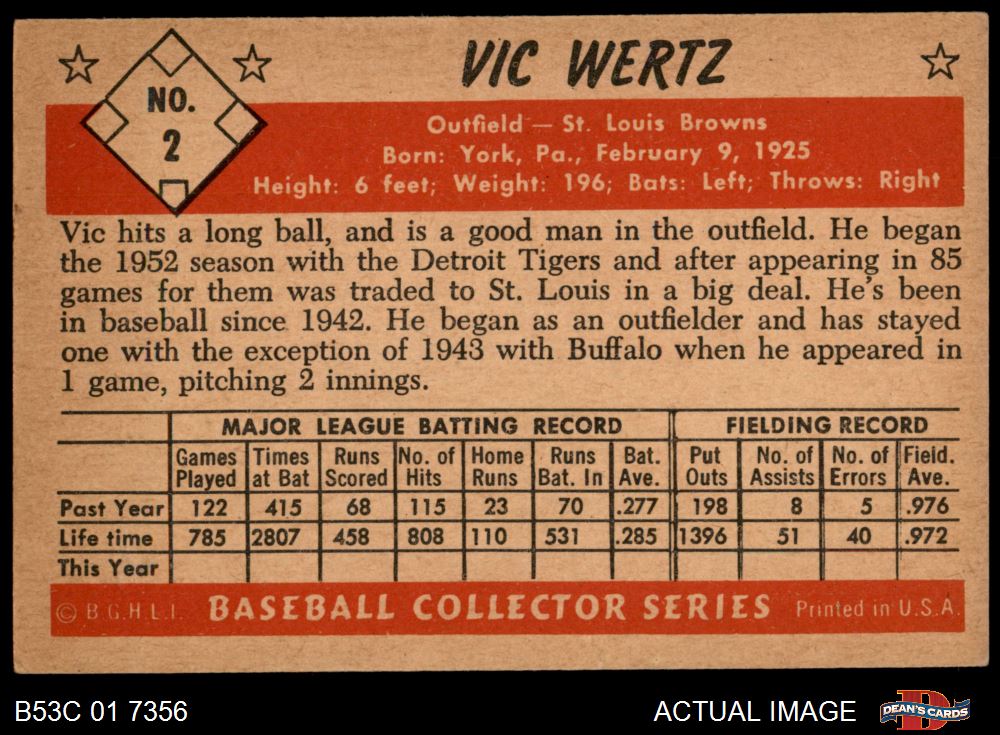 VIC WERTZ
NO.
2
Outfield — St. Louis Browns
Born: York, Pa., February 9, 1925
Height: 6 feet; Weight: 196; Bats: Left; Throws: Right
Vic hits a long ball, and is a good man in the outfield. He began
the 1952 season with the Detroit Tigers and after appearing in 85
games for them was traded to St. Louis in a big deal. He's been
in baseball since 1942. He began as an outfielder and has stayed
one with the exception of 1943 with Buffalo when he appeared in
1 game, pitching 2 innings.
MAJOR LEAGUE BATTING RECORD FIELDING RECORD
Games Times Runs No. of Home Runs Bat. Put No. of No. of Field.
Played at Bat Scored Hits Runs Bat. In Ave. Outs Assists Errors Ave.
Past Year 122 415 68 115 23 70 .277 198 8 5 .976
Life time 785 2807 458 808 110 531 .285 1396 51 40 .972
This Year
© B.G.H.L.I. BASEBALL COLLECTOR SERIES Printed in U.S.A.
B53C 01 7356 ACTUAL IMAGE DEAN'S CARDS